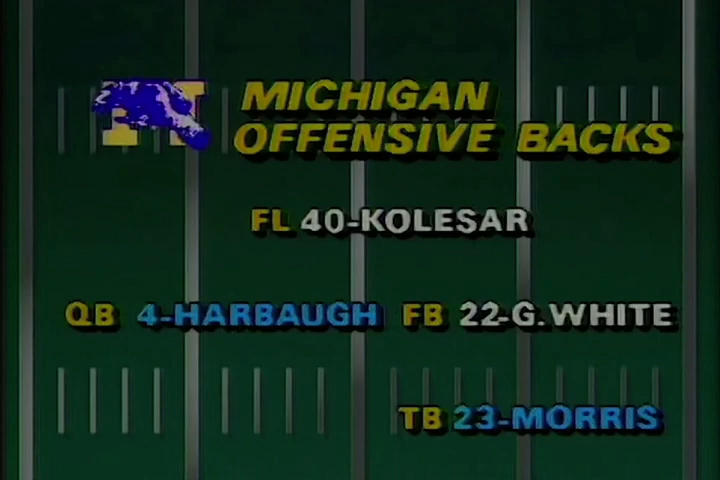 MICHIGAN
OFFENSIVE BACKS
FL 40-KOLESAR
QB 4-HARBAUGH FB 22-G.WHITE
TB 23-MORRIS